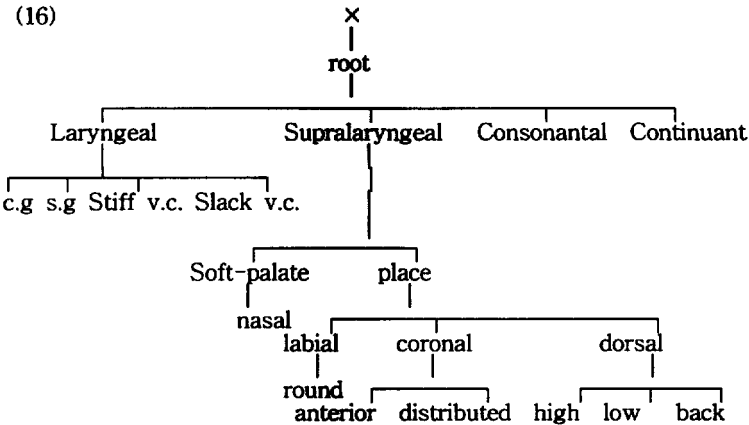 (16) ×
root
Laryngeal Supralaryngeal Consonantal Continuant
c.g s.g Stiff v.c. Slack v.c.
Soft-palate place
nasal
labial coronal dorsal
round
anterior distributed high low back